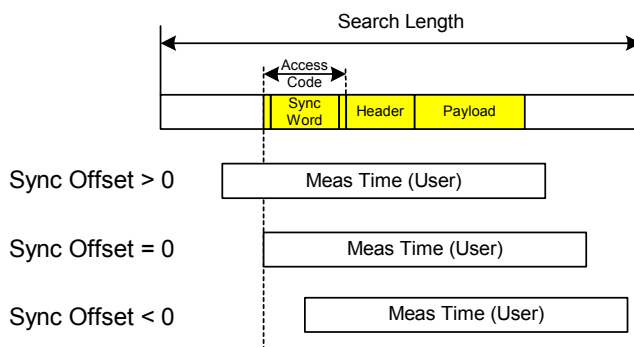 Search Length
Access
Code
Sync
Word
Header
Payload
Sync Offset > 0
Meas Time (User)
Sync Offset = 0
Meas Time (User)
Sync Offset < 0
Meas Time (User)